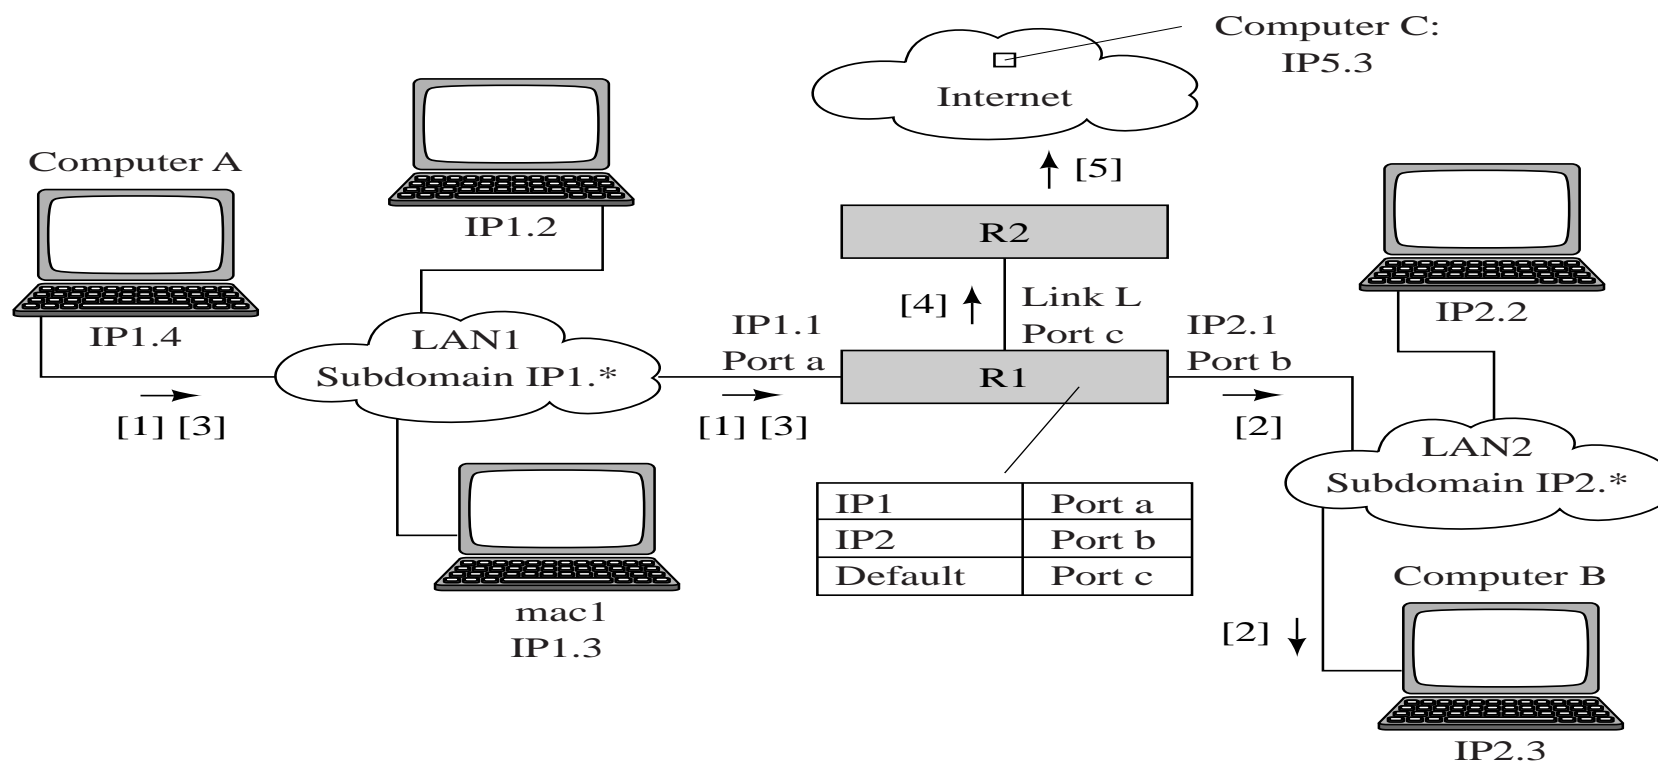 Computer C:
IP5.3
Internet
Computer A
[5]
IP1.2
R2
IP1.4
[4]
Link L
Port c
IP1.1
Port a
IP2.1
Port b
IP2.2
LAN1
Subdomain IP1.*
R1
[1] [3]
[1] [3]
[2]
LAN2
Subdomain IP2.*
IP1 Port a
IP2 Port b
Default Port c
mac1
IP1.3
Computer B
[2]
IP2.3